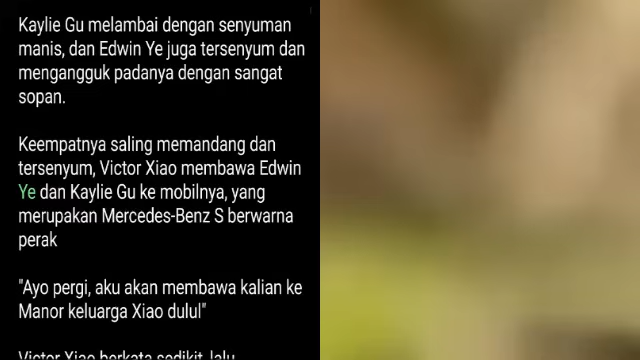 Kaylie Gu melambai dengan senyuman
manis, dan Edwin Ye juga tersenyum dan
mengangguk padanya dengan sangat
sopan.
Keempatnya saling memandang dan
tersenyum, Victor Xiao membawa Edwin
Ye dan Kaylie Gu ke mobilnya, yang
merupakan Mercedes-Benz S berwarna
perak
"Ayo pergi, aku akan membawa kalian ke
Manor keluarga Xiao dulul"
Victor Xiao berkata sedikit, lalu